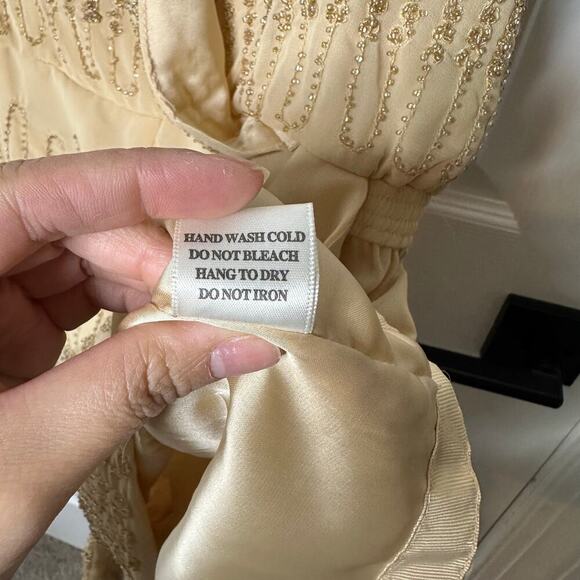 HAND WASH COLD
DO NOT BLEACH
HANG TO DRY
DO NOT IRON